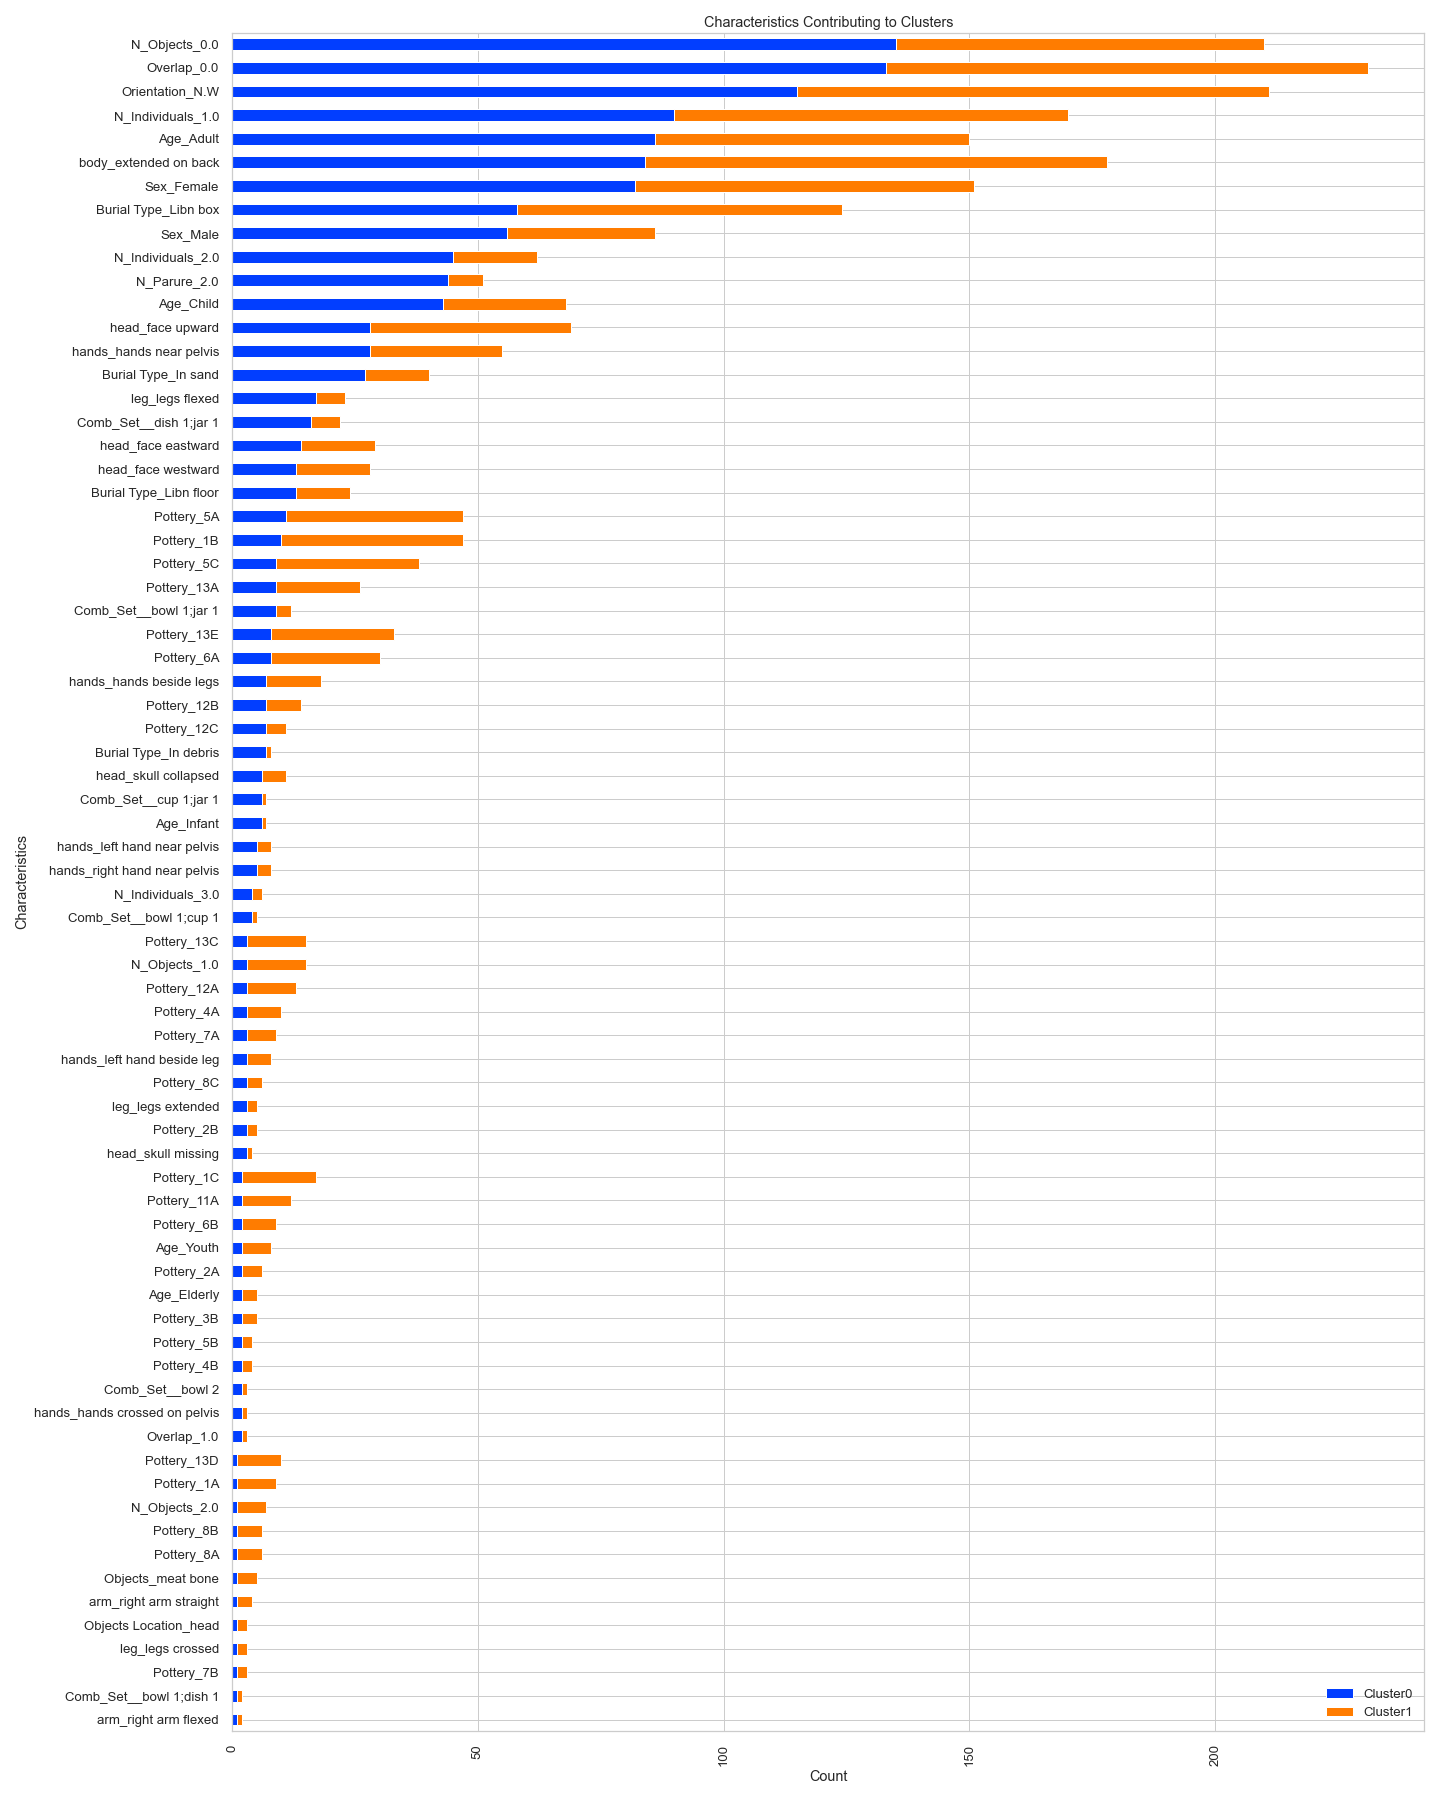 Characteristics Contributing to Clusters
N_Objects_0.0
Overlap_0.0
Orientation_N.W
N_Individuals_1.0
Age_Adult
body_extended on back
Sex_Female
Burial Type_Libn box
Sex_Male
N_Individuals_2.0
N_Parure_2.0
Age_Child
head_face upward
hands_hands near pelvis
Burial Type_In sand
leg_legs flexed
Comb_Set__dish 1;jar 1
head_face eastward
head_face westward
Burial Type_Libn floor
Pottery_5A
Pottery_1B
Pottery_5C
Pottery_13A
Comb_Set__bowl 1;jar 1
Pottery_13E
Pottery_6A
hands_hands beside legs
Pottery_12B
Pottery_12C
Burial Type_In debris
head_skull collapsed
Comb_Set__cup 1;jar 1
Age_Infant
hands_left hand near pelvis
hands_right hand near pelvis
N_Individuals_3.0
Comb_Set__bowl 1;cup 1
Pottery_13C
N_Objects_1.0
Pottery_12A
Pottery_4A
Pottery_7A
hands_left hand beside leg
Pottery_8C
leg_legs extended
Pottery_2B
head_skull missing
Pottery_1C
Pottery_11A
Pottery_6B
Age_Youth
Pottery_2A
Age_Elderly
Pottery_3B
Pottery_5B
Pottery_4B
Comb_Set__bowl 2
hands_hands crossed on pelvis
Overlap_1.0
Pottery_13D
Pottery_1A
N_Objects_2.0
Pottery_8B
Pottery_8A
Objects_meat bone
arm_right arm straight
Objects Location_head
leg_legs crossed
Pottery_7B
Comb_Set__bowl 1;dish 1
arm_right arm flexed
Characteristics
Cluster0
Cluster1
0 50 100 150 200
Count